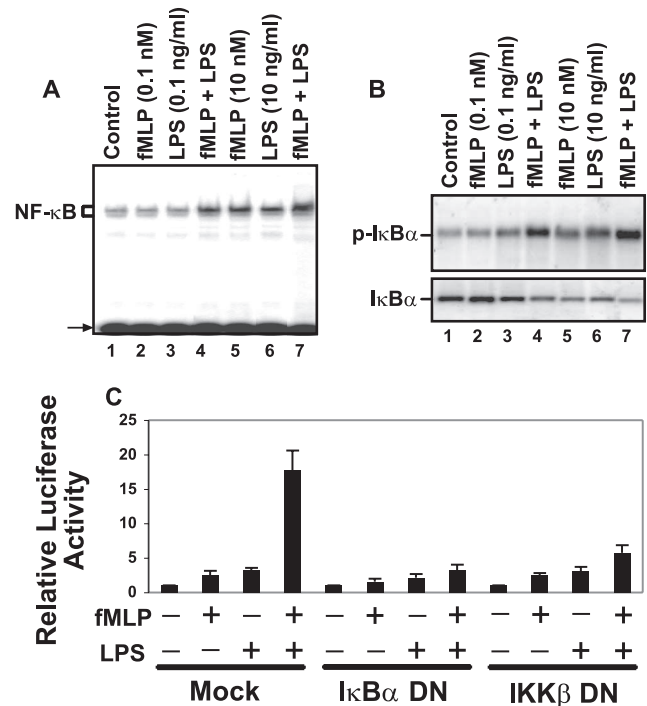 A
Control
fMLP (0.1 nM)
LPS (0.1 ng/ml)
fMLP + LPS
fMLP (10 nM)
LPS (10 ng/ml)
fMLP + LPS
NF-κB
1 2 3 4 5 6 7
B
Control
fMLP (0.1 nM)
LPS (0.1 ng/ml)
fMLP + LPS
fMLP (10 nM)
LPS (10 ng/ml)
fMLP + LPS
p-IκBα
IκBα
1 2 3 4 5 6 7
C
Relative Luciferase
Activity
25
20
15
10
5
0
fMLP — + — + — + — + — + — +
LPS — — + + — — + + — — + +
Mock IκBα DN IKKβ DN